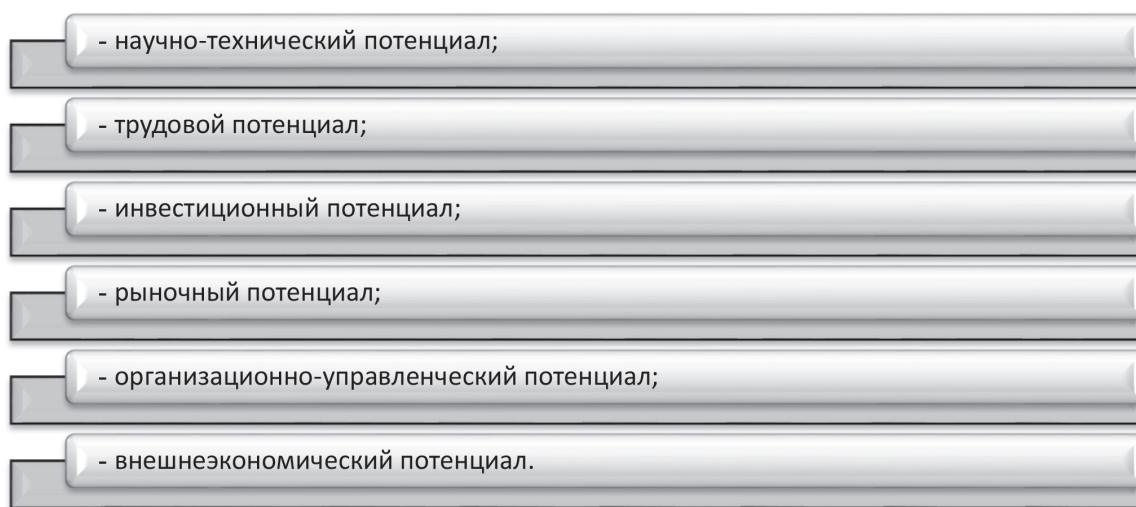 - научно-технический потенциал;
- трудовой потенциал;
- инвестиционный потенциал;
- рыночный потенциал;
- организационно-управленческий потенциал;
- внешнеэкономический потенциал.